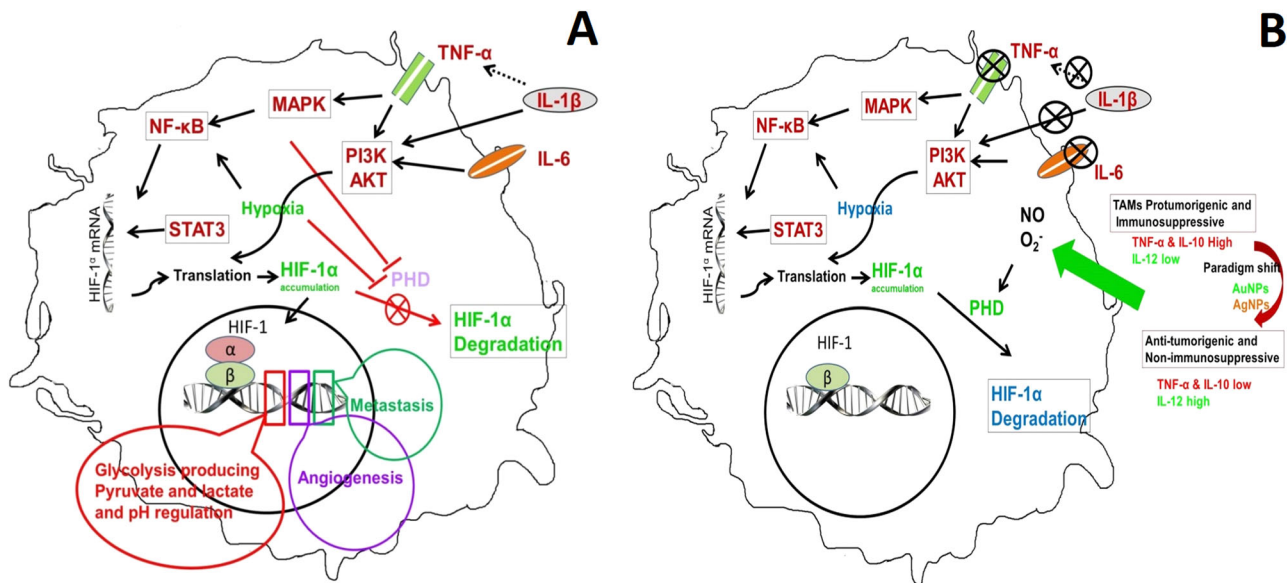 A
TNF-α
IL-1β
MAPK
NF-κB
PI3K
AKT
IL-6
Hypoxia
HIF-1α mRNA
STAT3
Translation
HIF-1α
accumulation
PHD
HIF-1α
Degradation
HIF-1
α
β
Metastasis
Angiogenesis
Glycolysis producing
Pyruvate and lactate
and pH regulation
B
TNF-α
IL-1β
MAPK
NF-κB
PI3K
AKT
IL-6
Hypoxia
HIF-1α mRNA
STAT3
Translation
HIF-1α
accumulation
NO
O₂⁻
PHD
HIF-1α
Degradation
HIF-1
β
TAMs Protumorigenic and
Immunosuppressive
TNF-α & IL-10 High
IL-12 low
Paradigm shift
AuNPs
AgNPs
Anti-tumorigenic and
Non-immunosuppressive
TNF-α & IL-10 low
IL-12 high